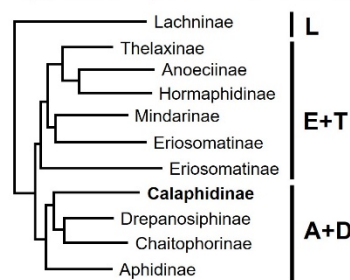 Lachninae
L
Thelaxinae
Anoeciinae
Hormaphidinae
Mindarinae
E+T
Eriosomatinae
Eriosomatinae
Calaphidinae
Drepanosiphinae
A+D
Chaitophorinae
Aphidinae